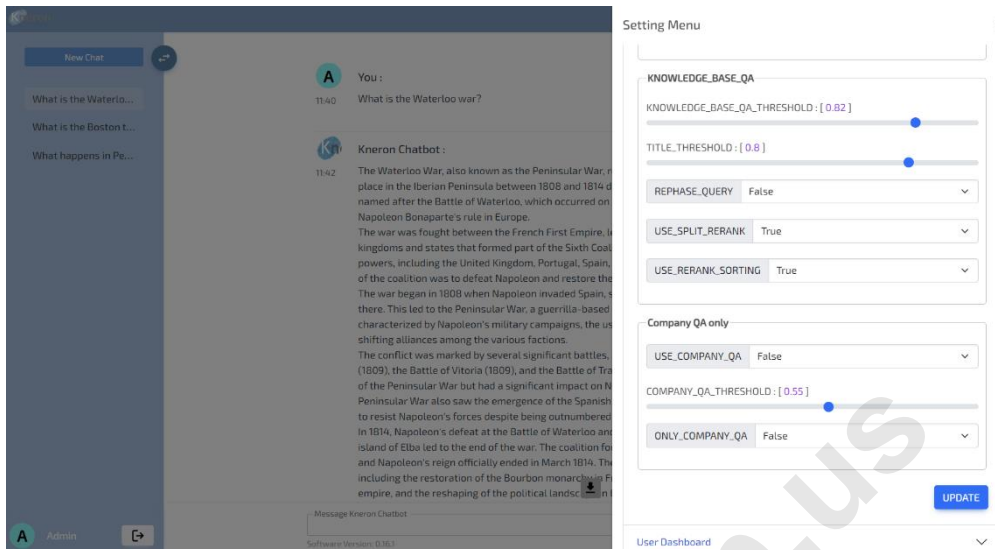 New Chat
What is the Waterlo...
What is the Boston t...
What happens in Pe...
A Admin
A You :
11:40 What is the Waterloo war?
Kneron Chatbot :
11:42 The Waterloo War, also known as the Peninsular War,
place in the Iberian Peninsula between 1808 and 1814 d
named after the Battle of Waterloo, which occurred on
Napoleon Bonaparte's rule in Europe.
The war was fought between the French First Empire, l
kingdoms and states that formed part of the Sixth Coal
powers, including the United Kingdom, Portugal, Spain,
of the coalition was to defeat Napoleon and restore the
The war began in 1808 when Napoleon invaded Spain, s
there. This led to the Peninsular War, a guerrilla-based
characterized by Napoleon's military campaigns, the us
shifting alliances among the various factions.
The conflict was marked by several significant battles,
(1809), the Battle of Vitoria (1809), and the Battle of Tra
of the Peninsular War but had a significant impact on N
Peninsular War also saw the emergence of the Spanish
to resist Napoleon's forces despite being outnumbered
In 1814, Napoleon's defeat at the Battle of Waterloo and
island of Elba led to the end of the war. The coalition fo
and Napoleon's reign officially ended in March 1814. The
including the restoration of the Bourbon monarchy in F
empire, and the reshaping of the political landsc
Message Kneron Chatbot
Software Version: 0.16.1
Setting Menu
KNOWLEDGE_BASE_QA
KNOWLEDGE_BASE_QA_THRESHOLD : [ 0.82 ]
TITLE_THRESHOLD : [ 0.8 ]
REPHASE_QUERY False
USE_SPLIT_RERANK True
USE_RERANK_SORTING True
Company QA only
USE_COMPANY_QA False
COMPANY_QA_THRESHOLD : [ 0.55 ]
ONLY_COMPANY_QA False
UPDATE
User Dashboard